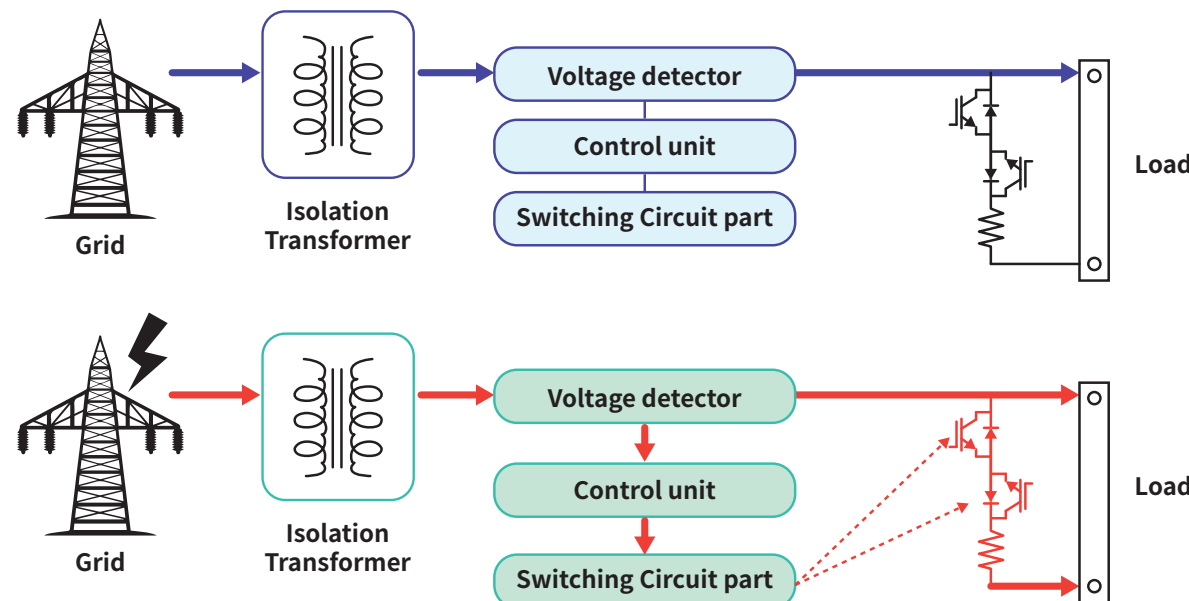 Voltage detector
Control unit
Switching Circuit part
Load
Isolation
Transformer
Grid
Voltage detector
Control unit
Switching Circuit part
Load
Isolation
Transformer
Grid